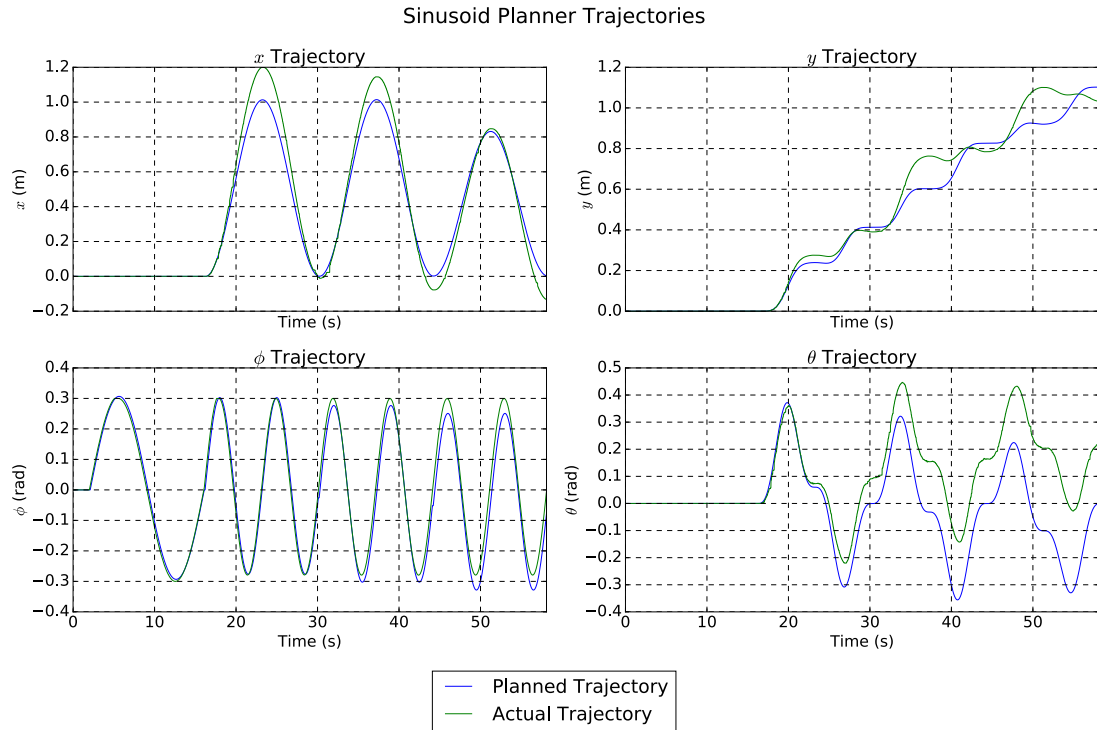 Sinusoid Planner Trajectories
x Trajectory
1.2
1.0
0.8
0.6
0.4
0.2
0.0
−0.2
x (m)
Time (s)
y Trajectory
1.2
1.0
0.8
0.6
0.4
0.2
0.0
y (m)
Time (s)
ϕ Trajectory
0.4
0.3
0.2
0.1
0.0
−0.1
−0.2
−0.3
−0.4
ϕ (rad)
0 10 20 30 40 50
Time (s)
θ Trajectory
0.5
0.4
0.3
0.2
0.1
0.0
−0.1
−0.2
−0.3
−0.4
θ (rad)
0 10 20 30 40 50
Time (s)
Planned Trajectory
Actual Trajectory